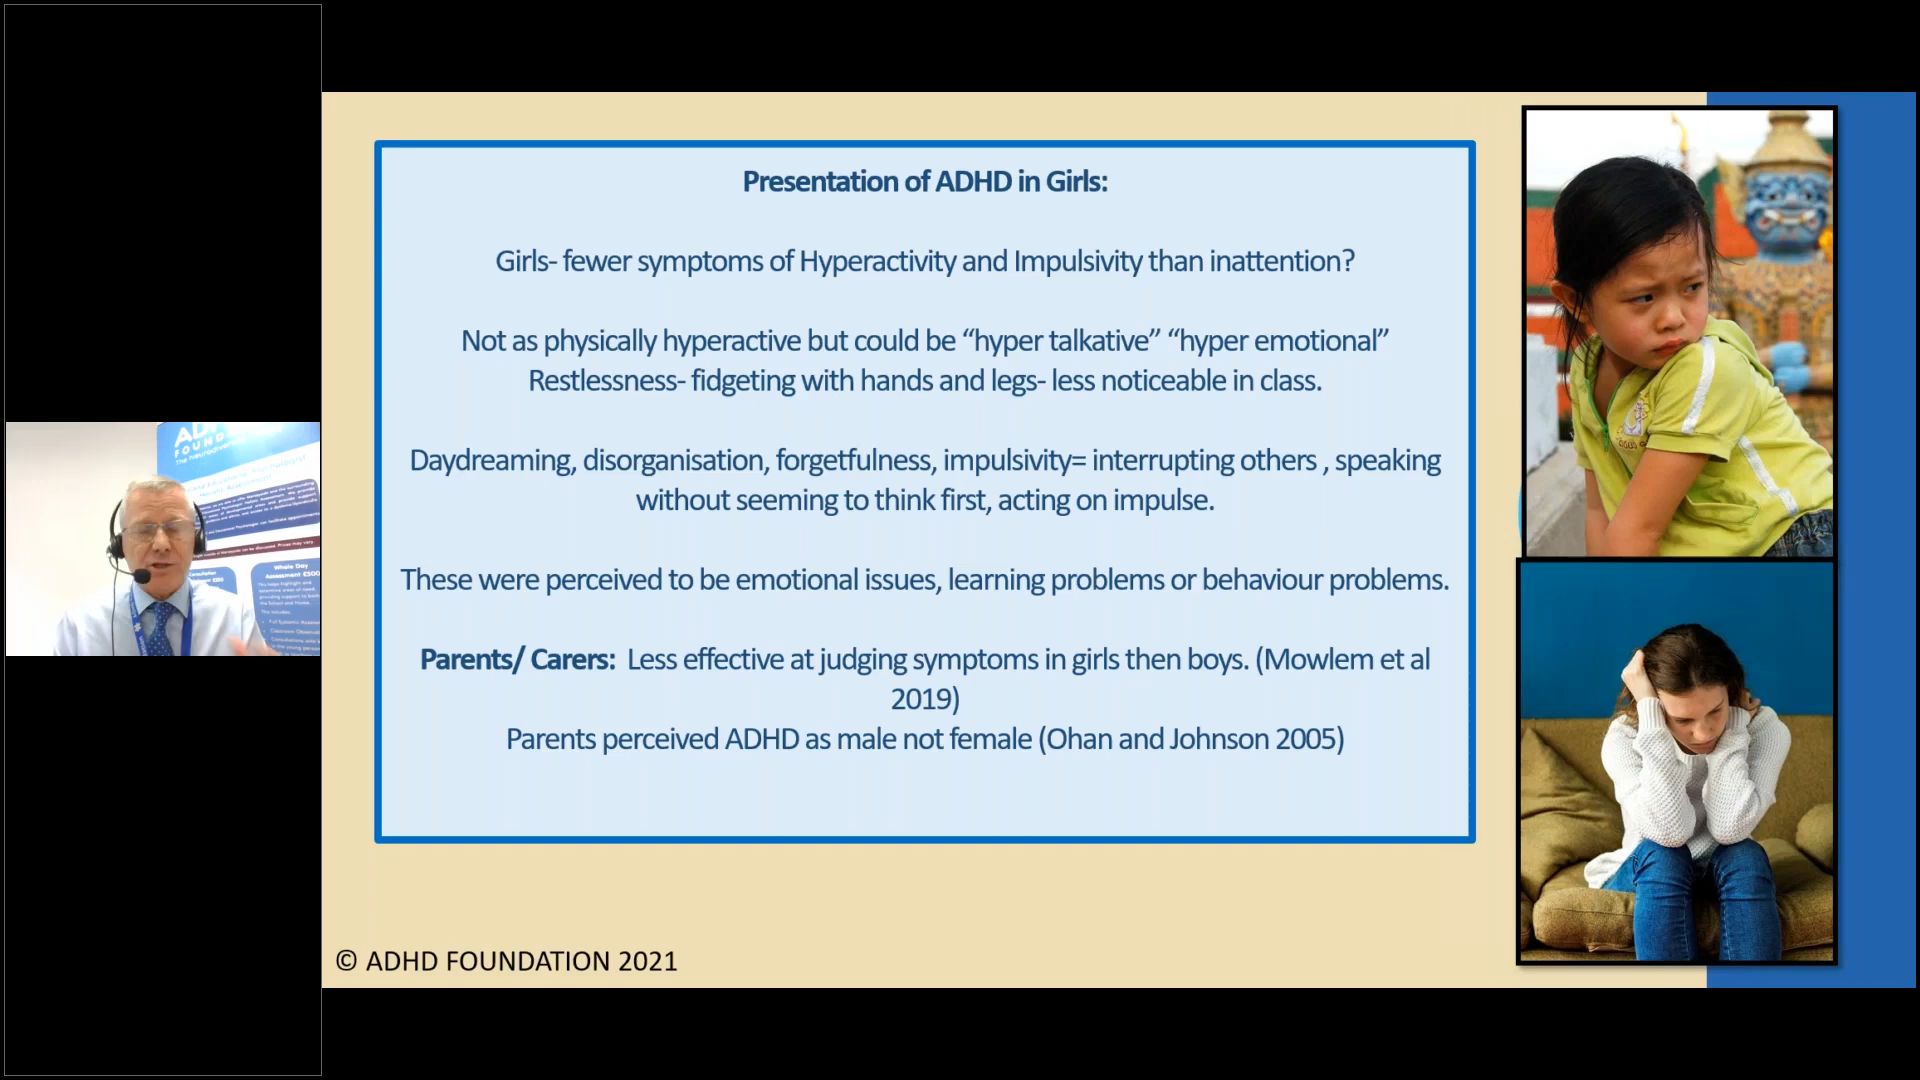 Presentation of ADHD in Girls:
Girls- fewer symptoms of Hyperactivity and Impulsivity than inattention?
Not as physically hyperactive but could be “hyper talkative” “hyper emotional”
Restlessness- fidgeting with hands and legs- less noticeable in class.
Daydreaming, disorganisation, forgetfulness, impulsivity= interrupting others , speaking
without seeming to think first, acting on impulse.
These were perceived to be emotional issues, learning problems or behaviour problems.
Parents/ Carers:  Less effective at judging symptoms in girls then boys. (Mowlem et al
2019)
Parents perceived ADHD as male not female (Ohan and Johnson 2005)
© ADHD FOUNDATION 2021
Whole Day
Assessment £500